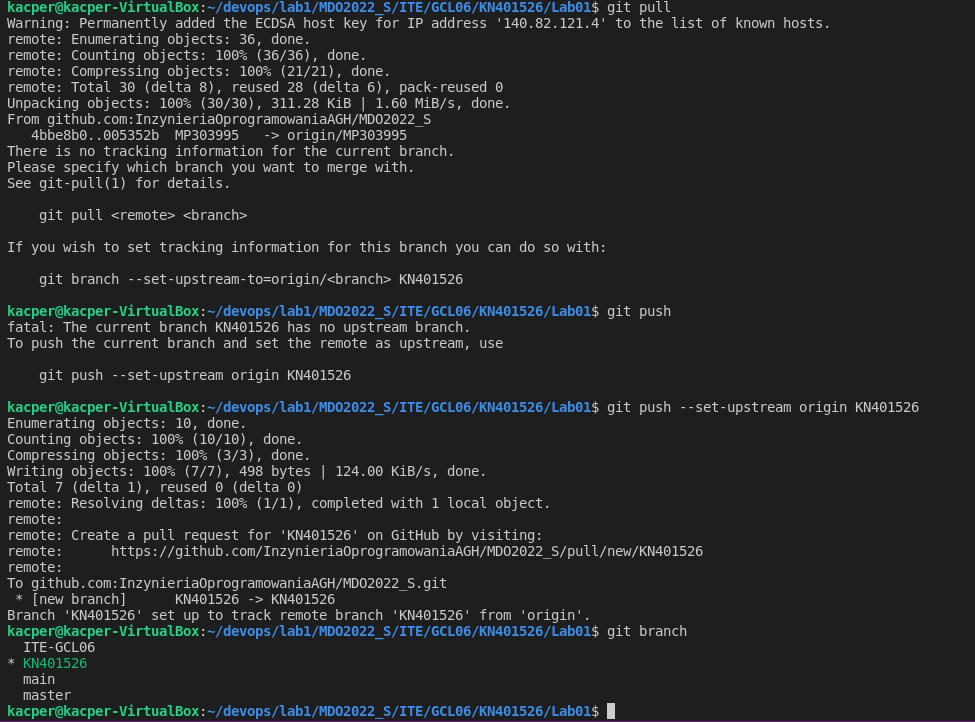 kacper@kacper-VirtualBox:~/devops/lab1/MDO2022_S/ITE/GCL06/KN401526/Lab01$ git pull
Warning: Permanently added the ECDSA host key for IP address '140.82.121.4' to the list of known hosts.
remote: Enumerating objects: 36, done.
remote: Counting objects: 100% (36/36), done.
remote: Compressing objects: 100% (21/21), done.
remote: Total 30 (delta 8), reused 28 (delta 6), pack-reused 0
Unpacking objects: 100% (30/30), 311.28 KiB | 1.60 MiB/s, done.
From github.com:InzynieriaOprogramowaniaAGH/MDO2022_S
   4bbe8b0..005352b  MP303995   -> origin/MP303995
There is no tracking information for the current branch.
Please specify which branch you want to merge with.
See git-pull(1) for details.

    git pull <remote> <branch>

If you wish to set tracking information for this branch you can do so with:

    git branch --set-upstream-to=origin/<branch> KN401526

kacper@kacper-VirtualBox:~/devops/lab1/MDO2022_S/ITE/GCL06/KN401526/Lab01$ git push
fatal: The current branch KN401526 has no upstream branch.
To push the current branch and set the remote as upstream, use

    git push --set-upstream origin KN401526

kacper@kacper-VirtualBox:~/devops/lab1/MDO2022_S/ITE/GCL06/KN401526/Lab01$ git push --set-upstream origin KN401526
Enumerating objects: 10, done.
Counting objects: 100% (10/10), done.
Compressing objects: 100% (3/3), done.
Writing objects: 100% (7/7), 498 bytes | 124.00 KiB/s, done.
Total 7 (delta 1), reused 0 (delta 0)
remote: Resolving deltas: 100% (1/1), completed with 1 local object.
remote:
remote: Create a pull request for 'KN401526' on GitHub by visiting:
remote:      https://github.com/InzynieriaOprogramowaniaAGH/MDO2022_S/pull/new/KN401526
remote:
To github.com:InzynieriaOprogramowaniaAGH/MDO2022_S.git
 * [new branch]      KN401526 -> KN401526
Branch 'KN401526' set up to track remote branch 'KN401526' from 'origin'.
kacper@kacper-VirtualBox:~/devops/lab1/MDO2022_S/ITE/GCL06/KN401526/Lab01$ git branch
  ITE-GCL06
* KN401526
  main
  master
kacper@kacper-VirtualBox:~/devops/lab1/MDO2022_S/ITE/GCL06/KN401526/Lab01$